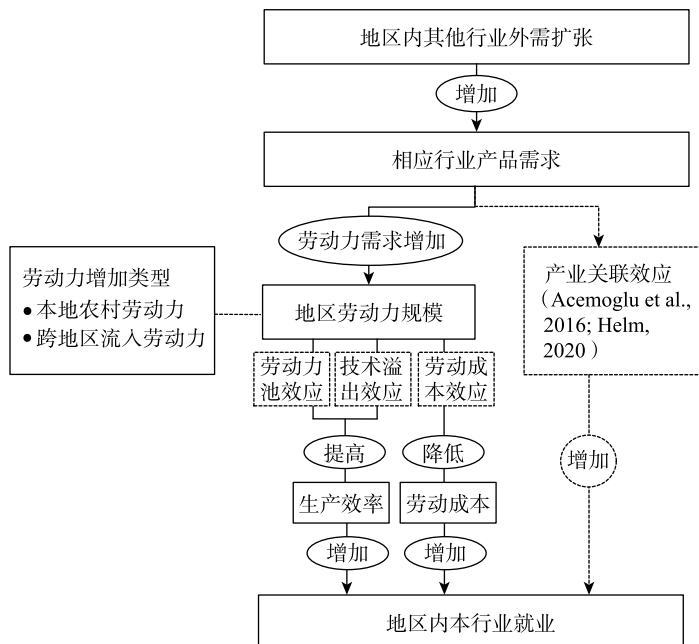 地区内其他行业外需扩张
增加
相应行业产品需求
劳动力需求增加
劳动力增加类型
●本地农村劳动力
●跨地区流入劳动力
地区劳动力规模
产业关联效应
（Acemoglu et al.,
2016; Helm,
2020）
劳动力
池效应
技术溢
出效应
劳动成
本效应
提高
降低
增加
生产效率
劳动成本
增加
增加
地区内本行业就业